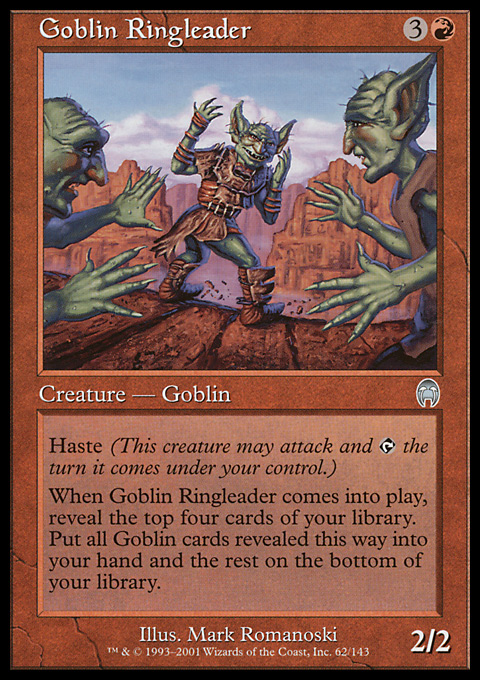 Goblin Ringleader 3
Creature — Goblin
Haste (This creature may attack and the
turn it comes under your control.)
When Goblin Ringleader comes into play,
reveal the top four cards of your library.
Put all Goblin cards revealed this way into
your hand and the rest on the bottom of
your library.
Illus. Mark Romanoski
™ & © 1993–2001 Wizards of the Coast, Inc. 62/143
2/2